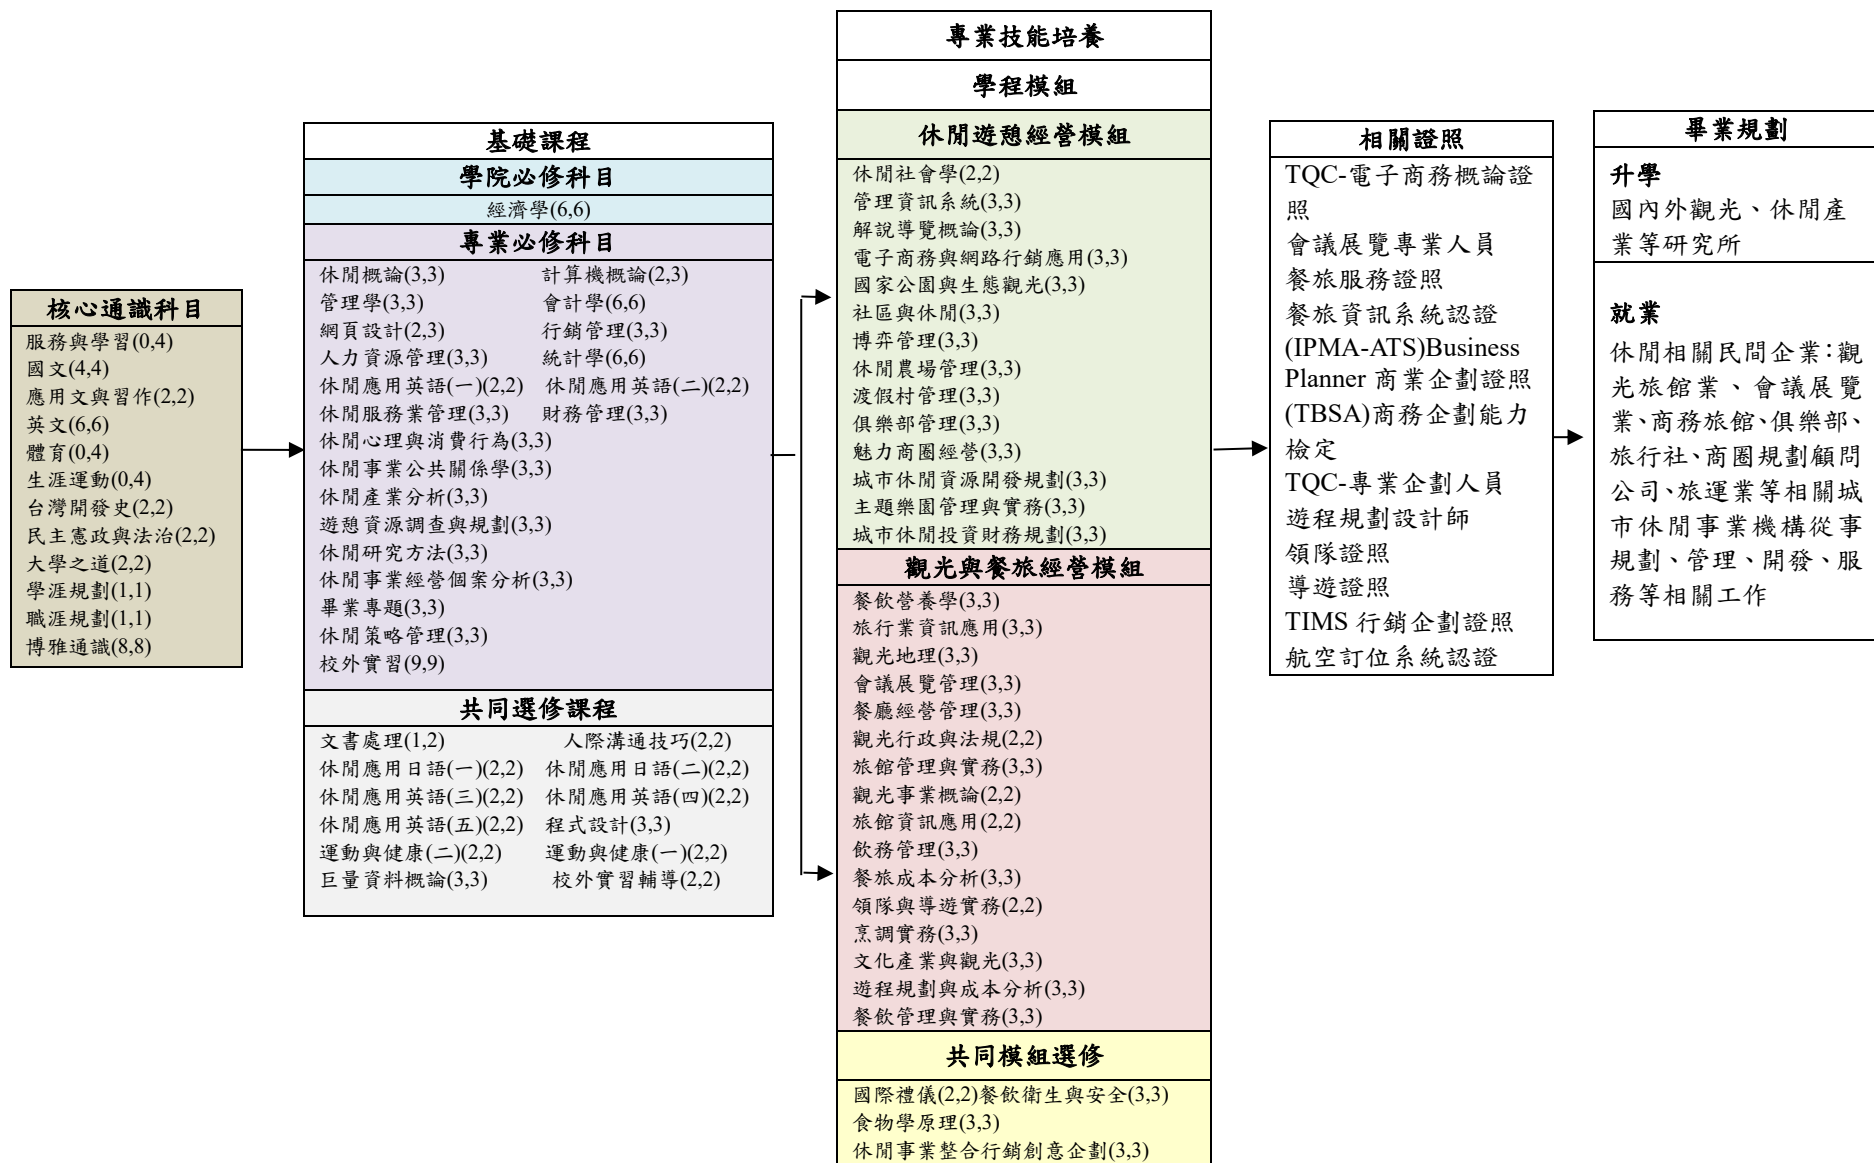 核心通識科目
服務與學習(0,4)
國文(4,4)
應用文與習作(2,2)
英文(6,6)
體育(0,4)
生涯運動(0,4)
台灣開發史(2,2)
民主憲政與法治(2,2)
大學之道(2,2)
學涯規劃(1,1)
職涯規劃(1,1)
博雅通識(8,8)
基礎課程
學院必修科目
經濟學(6,6)
專業必修科目
休閒概論(3,3) 計算機概論(2,3)
管理學(3,3) 會計學(6,6)
網頁設計(2,3) 行銷管理(3,3)
人力資源管理(3,3) 統計學(6,6)
休閒應用英語(一)(2,2) 休閒應用英語(二)(2,2)
休閒服務業管理(3,3) 財務管理(3,3)
休閒心理與消費行為(3,3)
休閒事業公共關係學(3,3)
休閒產業分析(3,3)
遊憩資源調查與規劃(3,3)
休閒研究方法(3,3)
休閒事業經營個案分析(3,3)
畢業專題(3,3)
休閒策略管理(3,3)
校外實習(9,9)
共同選修課程
文書處理(1,2) 人際溝通技巧(2,2)
休閒應用日語(一)(2,2) 休閒應用日語(二)(2,2)
休閒應用英語(三)(2,2) 休閒應用英語(四)(2,2)
休閒應用英語(五)(2,2) 程式設計(3,3)
運動與健康(二)(2,2) 運動與健康(一)(2,2)
巨量資料概論(3,3) 校外實習輔導(2,2)
專業技能培養
學程模組
休閒遊憩經營模組
休閒社會學(2,2)
管理資訊系統(3,3)
解說導覽概論(3,3)
電子商務與網路行銷應用(3,3)
國家公園與生態觀光(3,3)
社區與休閒(3,3)
博弈管理(3,3)
休閒農場管理(3,3)
渡假村管理(3,3)
俱樂部管理(3,3)
魅力商圈經營(3,3)
城市休閒資源開發規劃(3,3)
主題樂園管理與實務(3,3)
城市休閒投資財務規劃(3,3)
觀光與餐旅經營模組
餐飲營養學(3,3)
旅行業資訊應用(3,3)
觀光地理(3,3)
會議展覽管理(3,3)
餐廳經營管理(3,3)
觀光行政與法規(2,2)
旅館管理與實務(3,3)
觀光事業概論(2,2)
旅館資訊應用(2,2)
飲務管理(3,3)
餐旅成本分析(3,3)
領隊與導遊實務(2,2)
烹調實務(3,3)
文化產業與觀光(3,3)
遊程規劃與成本分析(3,3)
餐飲管理與實務(3,3)
共同模組選修
國際禮儀(2,2)餐飲衛生與安全(3,3)
食物學原理(3,3)
休閒事業整合行銷創意企劃(3,3)
相關證照
TQC-電子商務概論證
照
會議展覽專業人員
餐旅服務證照
餐旅資訊系統認證
(IPMA-ATS)Business
Planner 商業企劃證照
(TBSA)商務企劃能力
檢定
TQC-專業企劃人員
遊程規劃設計師
領隊證照
導遊證照
TIMS 行銷企劃證照
航空訂位系統認證
畢業規劃
升學
國內外觀光、休閒產
業等研究所
就業
休閒相關民間企業：觀
光旅館業、會議展覽
業、商務旅館、俱樂部、
旅行社、商圈規劃顧問
公司、旅運業等相關城
市休閒事業機構從事
規劃、管理、開發、服
務等相關工作